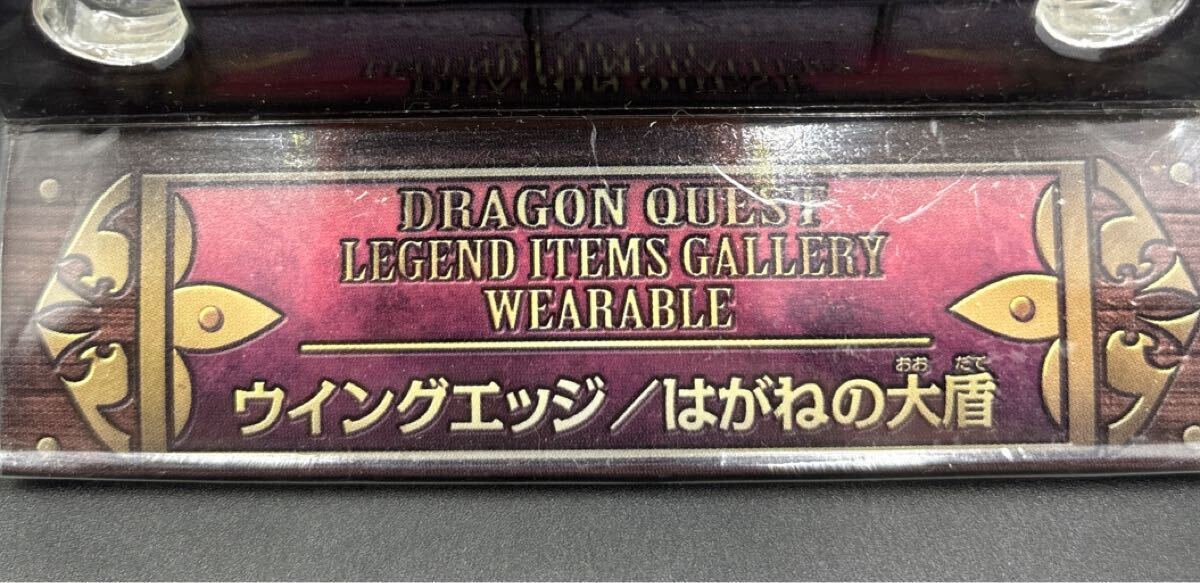 DRAGON QUEST
LEGEND ITEMS GALLERY
WEARABLE
おお だて
ウイングエッジ/はがねの大盾